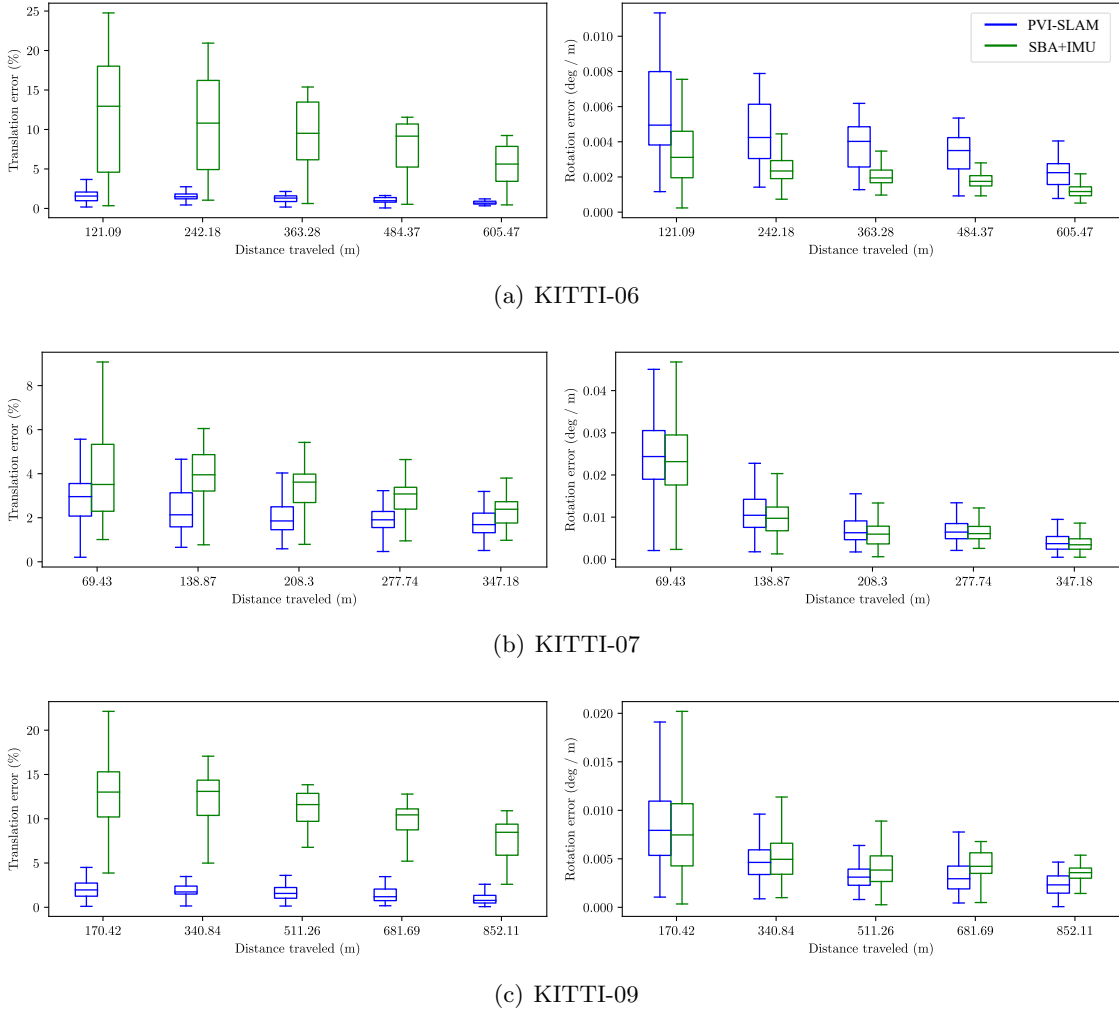 25
20
15
10
5
0
Translation error (%)
121.09 242.18 363.28 484.37 605.47
Distance traveled (m)
0.010
0.008
0.006
0.004
0.002
0.000
Rotation error (deg / m)
PVI-SLAM
SBA+IMU
121.09 242.18 363.28 484.37 605.47
Distance traveled (m)
(a) KITTI-06
8
6
4
2
0
Translation error (%)
69.43 138.87 208.3 277.74 347.18
Distance traveled (m)
0.04
0.03
0.02
0.01
0.00
Rotation error (deg / m)
69.43 138.87 208.3 277.74 347.18
Distance traveled (m)
(b) KITTI-07
20
15
10
5
0
Translation error (%)
170.42 340.84 511.26 681.69 852.11
Distance traveled (m)
0.020
0.015
0.010
0.005
0.000
Rotation error (deg / m)
170.42 340.84 511.26 681.69 852.11
Distance traveled (m)
(c) KITTI-09